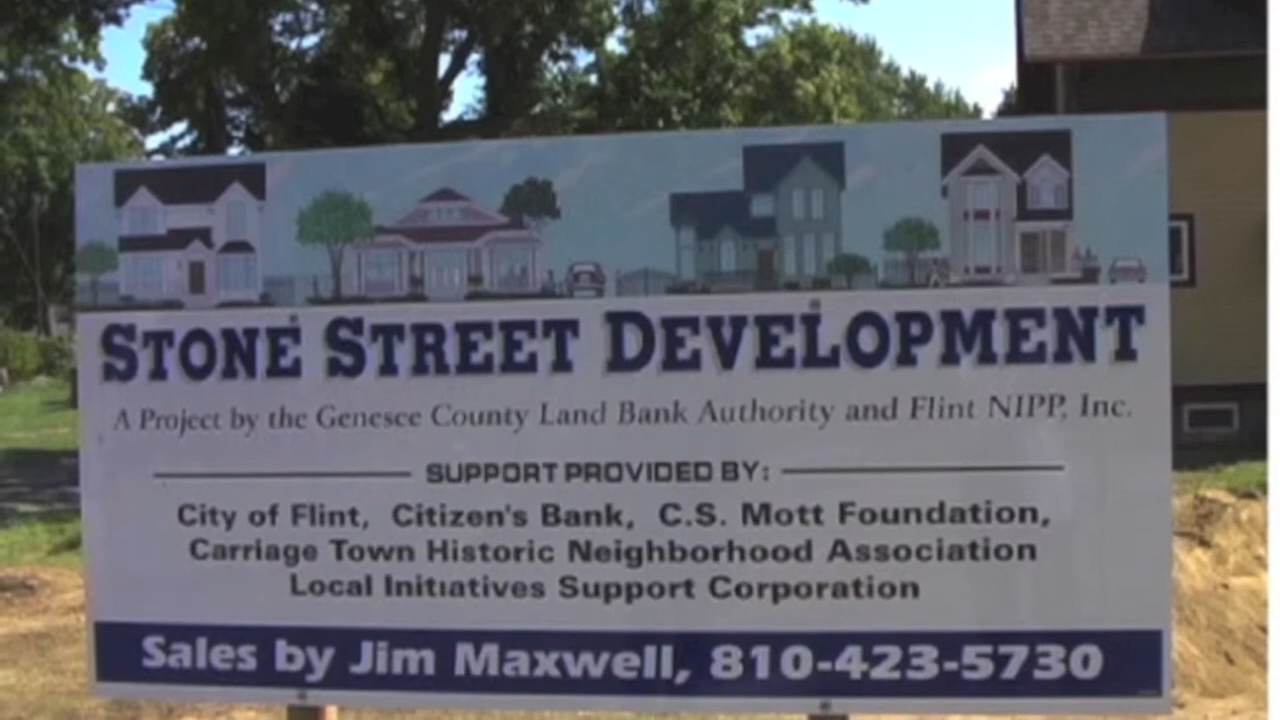 STONE STREET DEVELOPMENT
A Project by the Genesee County Land Bank Authority and Flint NIPP, Inc.
SUPPORT PROVIDED BY:
City of Flint, Citizen's Bank, C.S. Mott Foundation,
Carriage Town Historic Neighborhood Association
Local Initiatives Support Corporation
Sales by Jim Maxwell, 810-423-5730